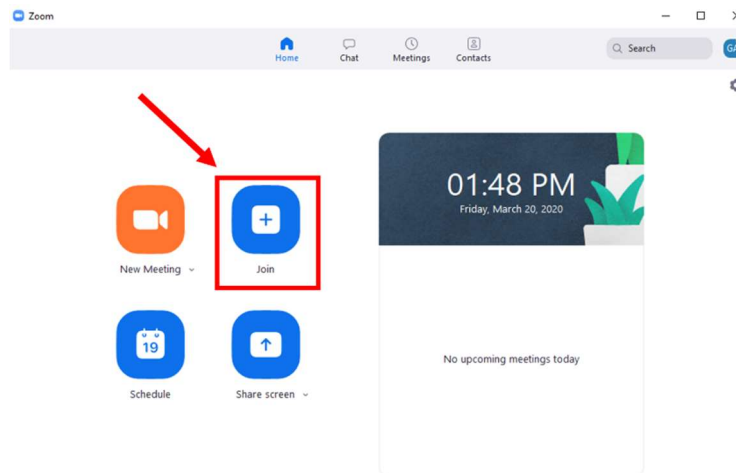 Zoom
Home
Chat
Meetings
Contacts
Search
GA
01:48 PM
Friday, March 20, 2020
New Meeting
Join
19
Schedule
Share screen
No upcoming meetings today